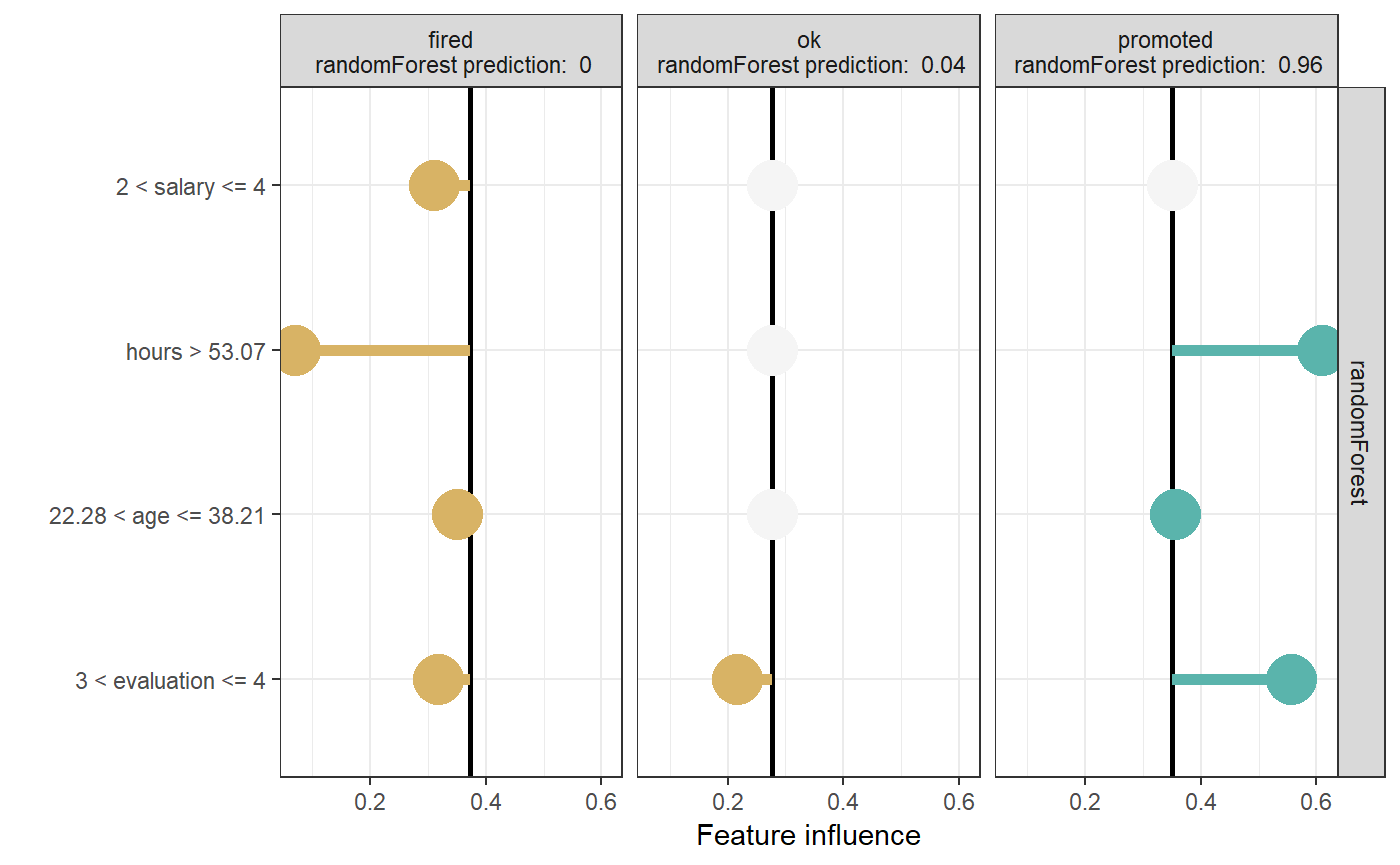 fired
randomForest prediction:  0
ok
randomForest prediction:  0.04
promoted
randomForest prediction:  0.96
2 < salary <= 4
hours > 53.07
22.28 < age <= 38.21
3 < evaluation <= 4
randomForest
0.2 0.4 0.6
0.2 0.4 0.6
0.2 0.4 0.6
Feature influence